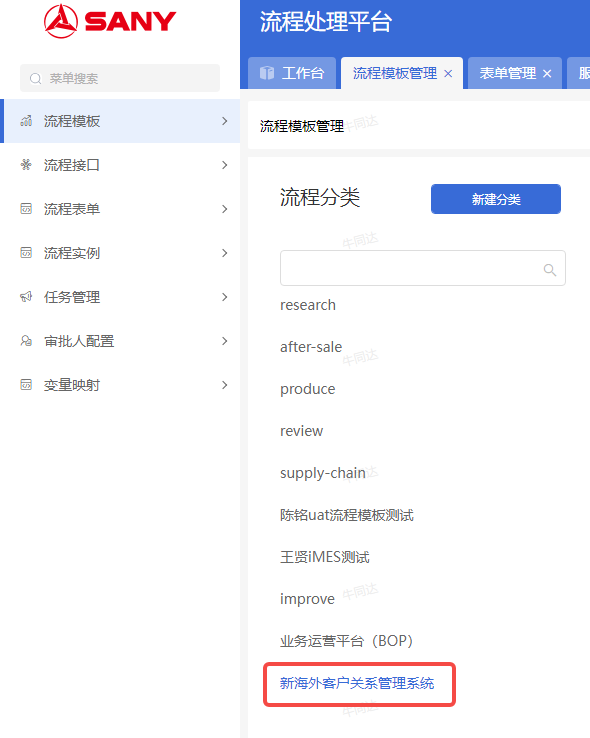 SANY
流程处理平台
菜单搜索
工作台
流程模板管理 ×
表单管理 ×
流程模板
流程接口
流程表单
流程实例
任务管理
审批人配置
变量映射
流程模板管理
流程分类
新建分类
research
after-sale
produce
review
supply-chain
陈铭uat流程模板测试
王贤iMES测试
improve
业务运营平台（BOP）
新海外客户关系管理系统